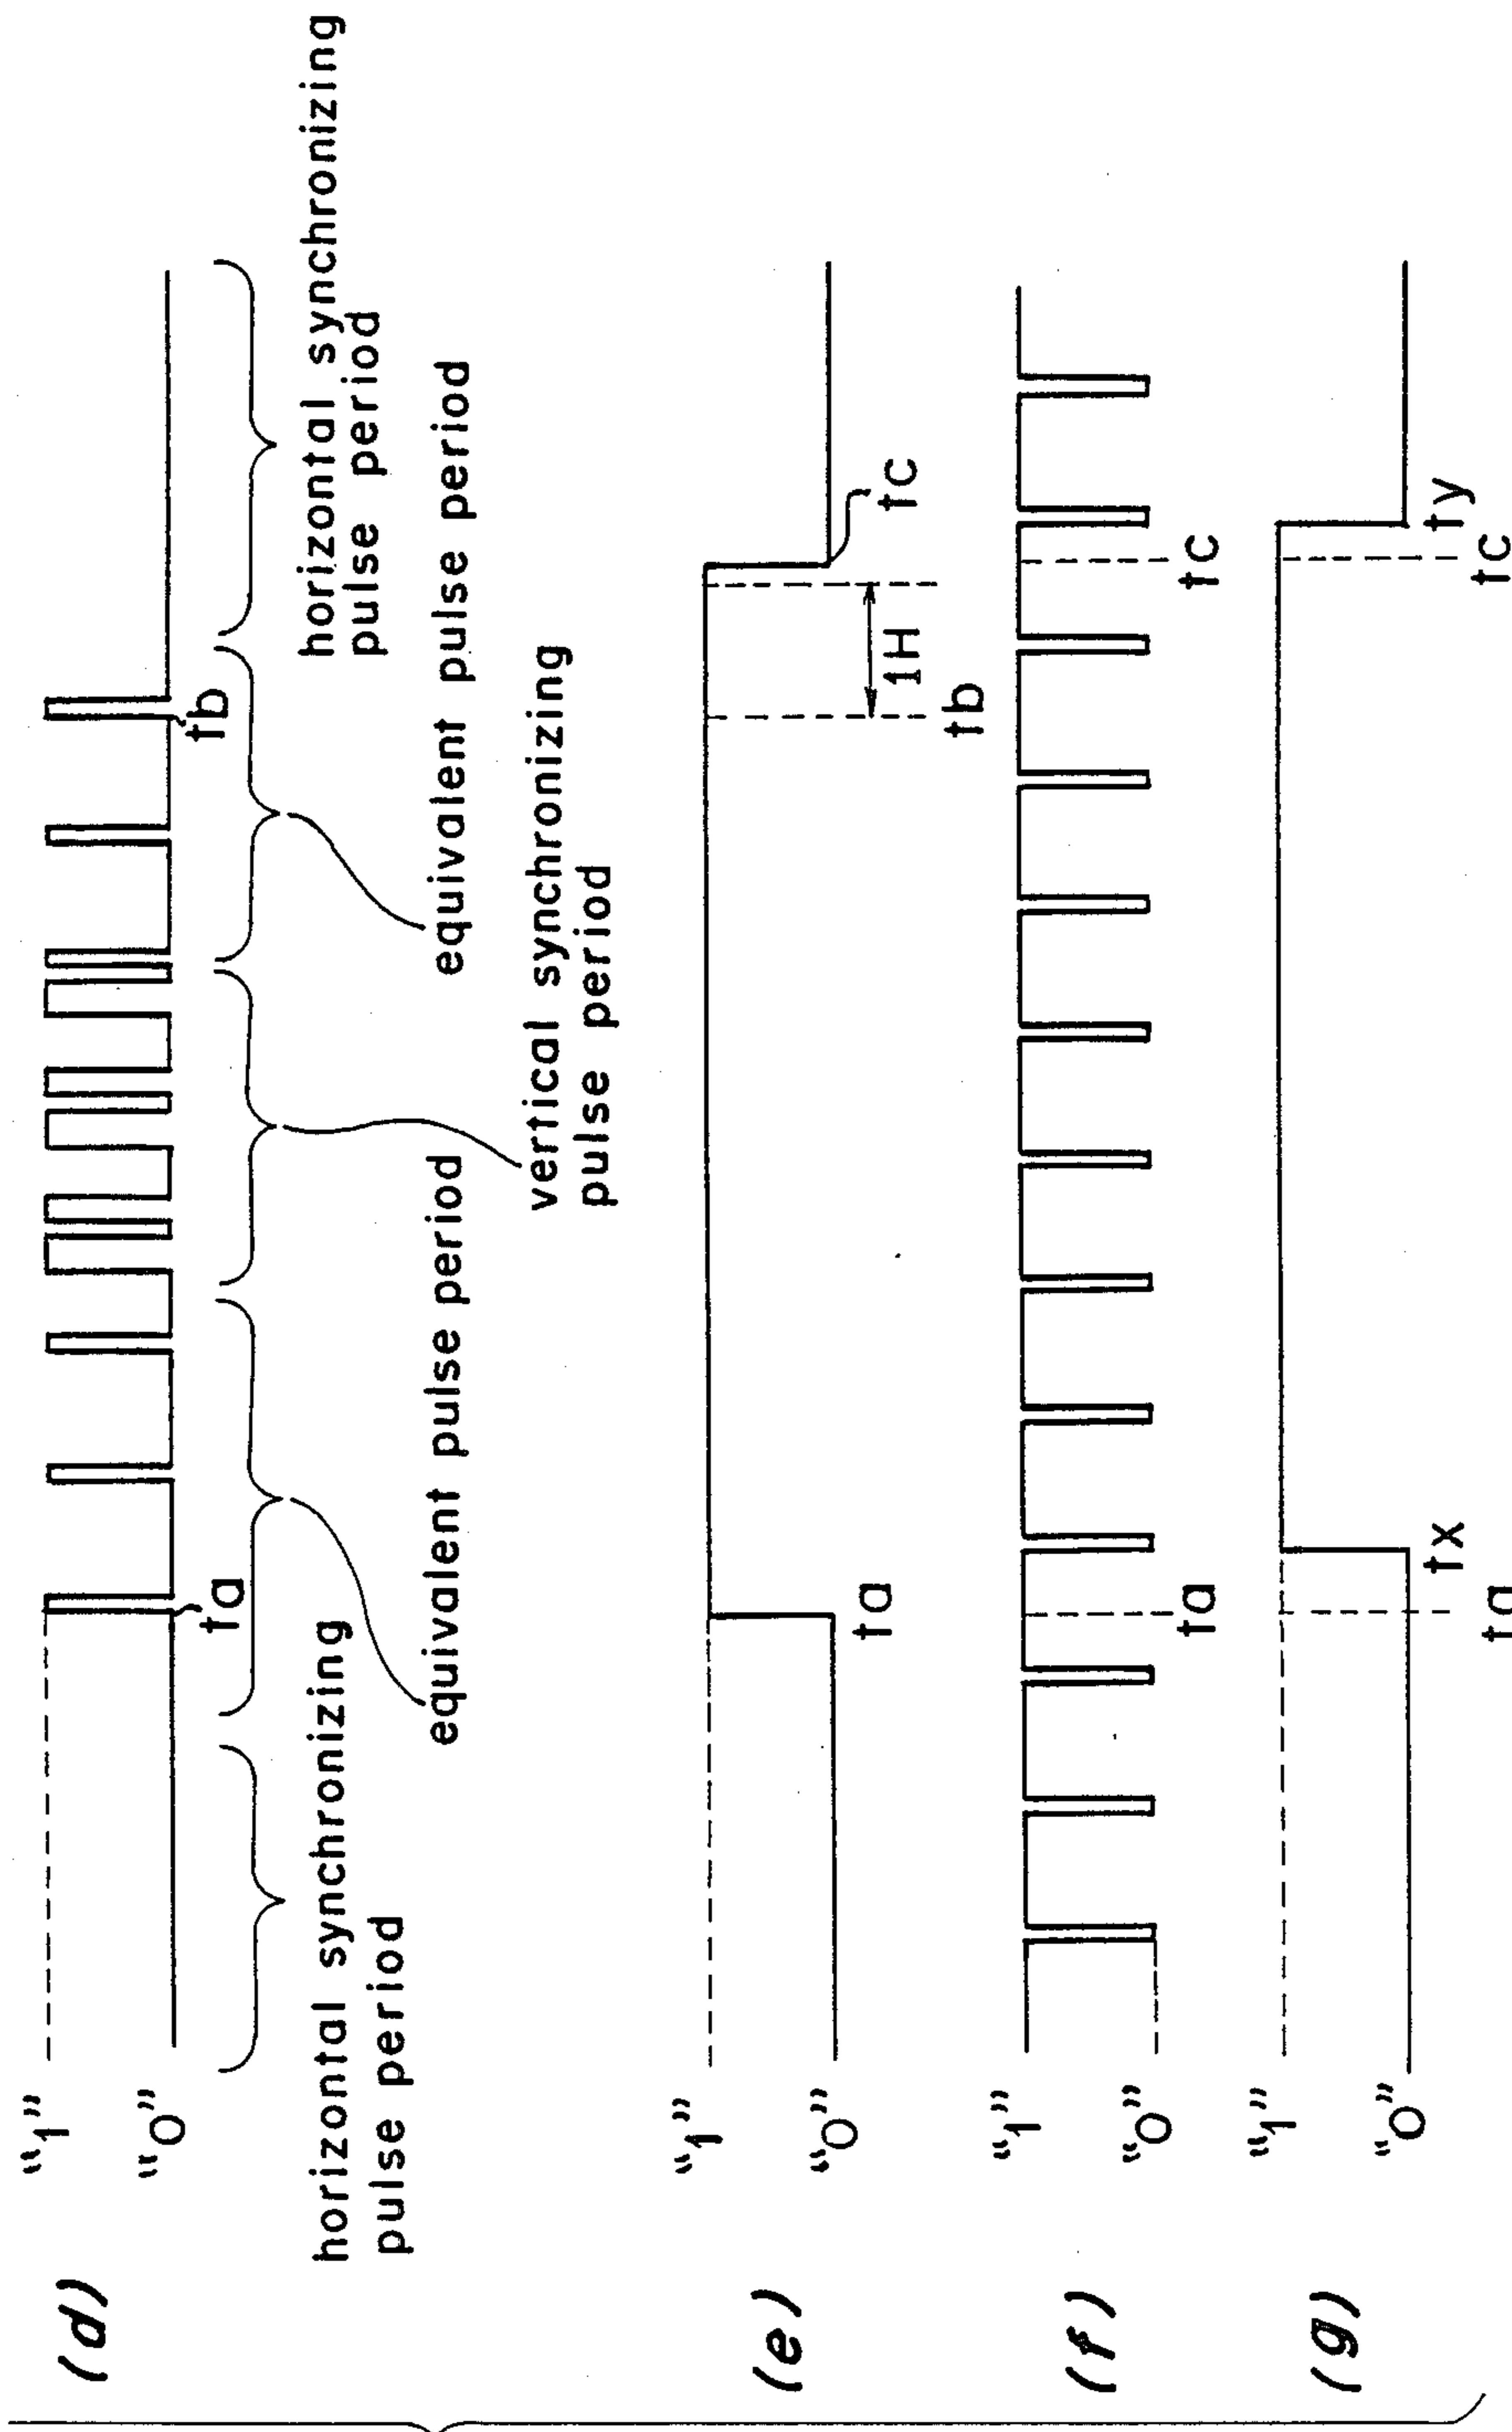 (d)
“1”
“0”
ta
tb
horizontal synchronizing
pulse period
equivalent pulse period
vertical synchronizing
pulse period
equivalent pulse period
horizontal synchronizing
pulse period
(e)
“1”
“0”
ta
tb
1H
tc
(f)
“1”
“0”
ta
tc
(g)
“1”
“0”
ta
tx
tc
ty